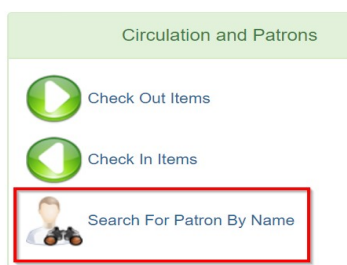 Circulation and Patrons
Check Out Items
Check In Items
Search For Patron By Name